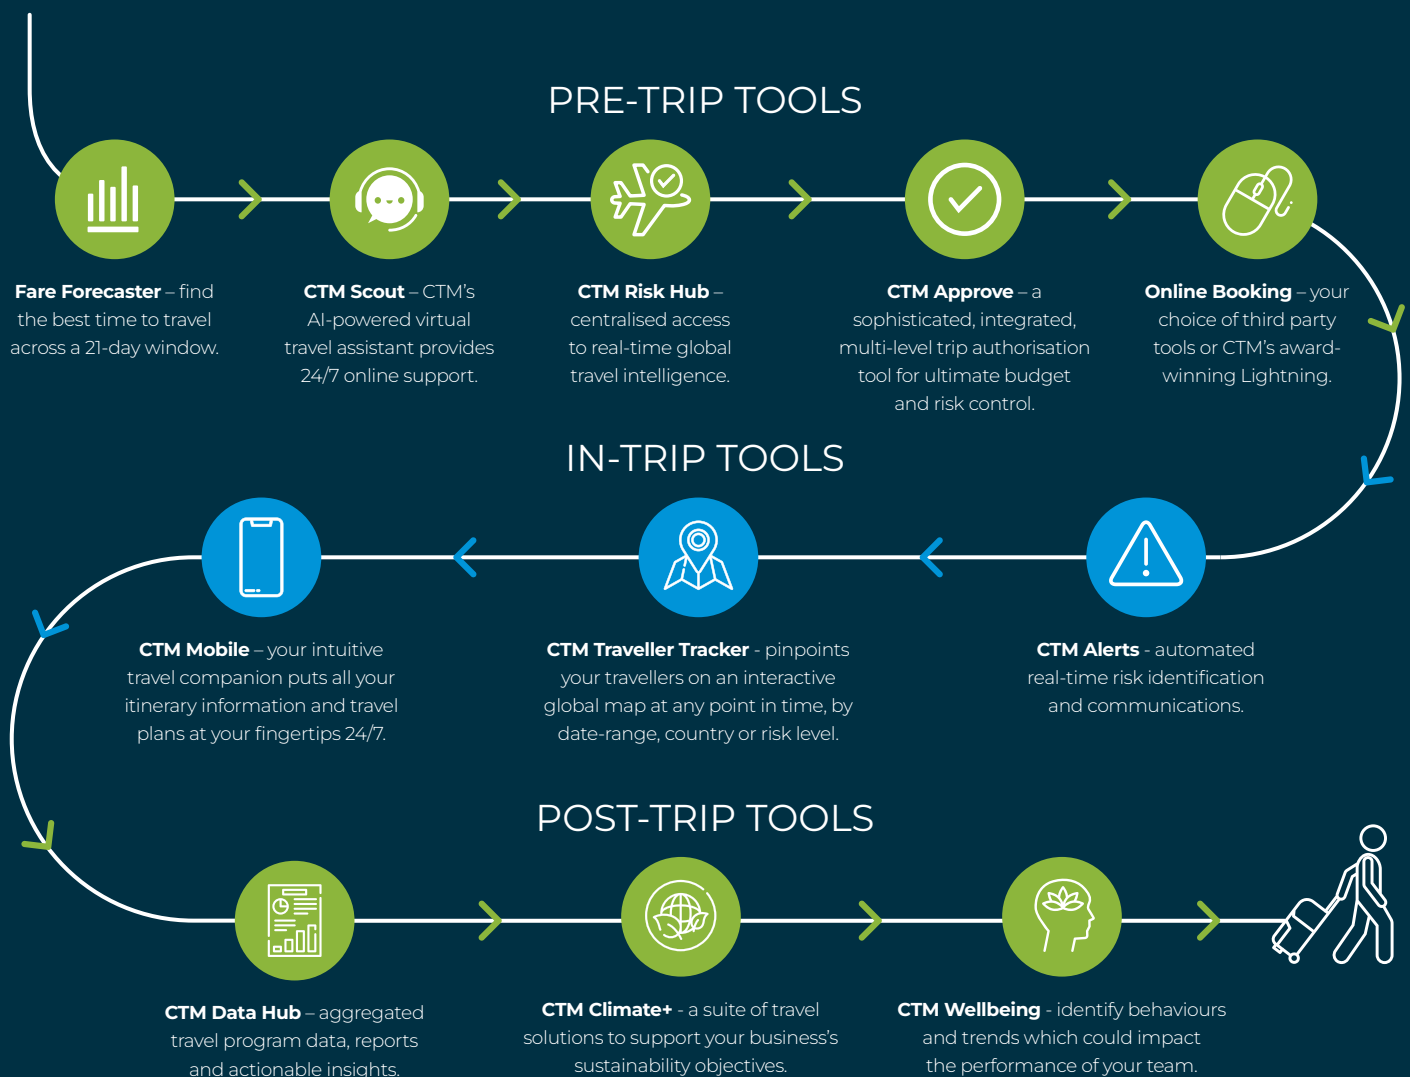 PRE-TRIP TOOLS
Fare Forecaster – find
the best time to travel
across a 21-day window.
CTM Scout – CTM’s
AI-powered virtual
travel assistant provides
24/7 online support.
CTM Risk Hub –
centralised access
to real-time global
travel intelligence.
CTM Approve – a
sophisticated, integrated,
multi-level trip authorisation
tool for ultimate budget
and risk control.
Online Booking – your
choice of third party
tools or CTM’s award-
winning Lightning.
IN-TRIP TOOLS
CTM Mobile – your intuitive
travel companion puts all your
itinerary information and travel
plans at your fingertips 24/7.
CTM Traveller Tracker - pinpoints
your travellers on an interactive
global map at any point in time, by
date-range, country or risk level.
CTM Alerts - automated
real-time risk identification
and communications.
POST-TRIP TOOLS
CTM Data Hub – aggregated
travel program data, reports
and actionable insights.
CTM Climate+ - a suite of travel
solutions to support your business’s
sustainability objectives.
CTM Wellbeing - identify behaviours
and trends which could impact
the performance of your team.